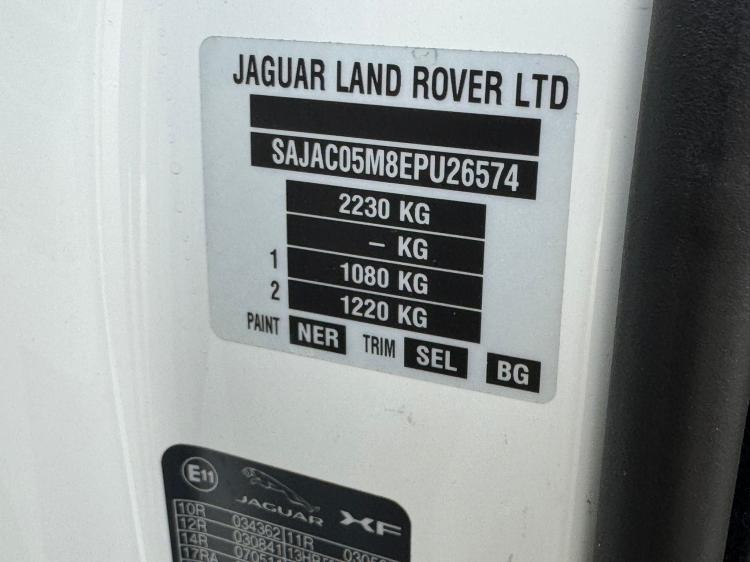 JAGUAR LAND ROVER LTD
SAJAC05M8EPU26574
2230 KG
– KG
1 1080 KG
2 1220 KG
PAINT NER TRIM SEL BG
E11 JAGUAR XF
10R
12R 034362 11R
14R 030841
17RA